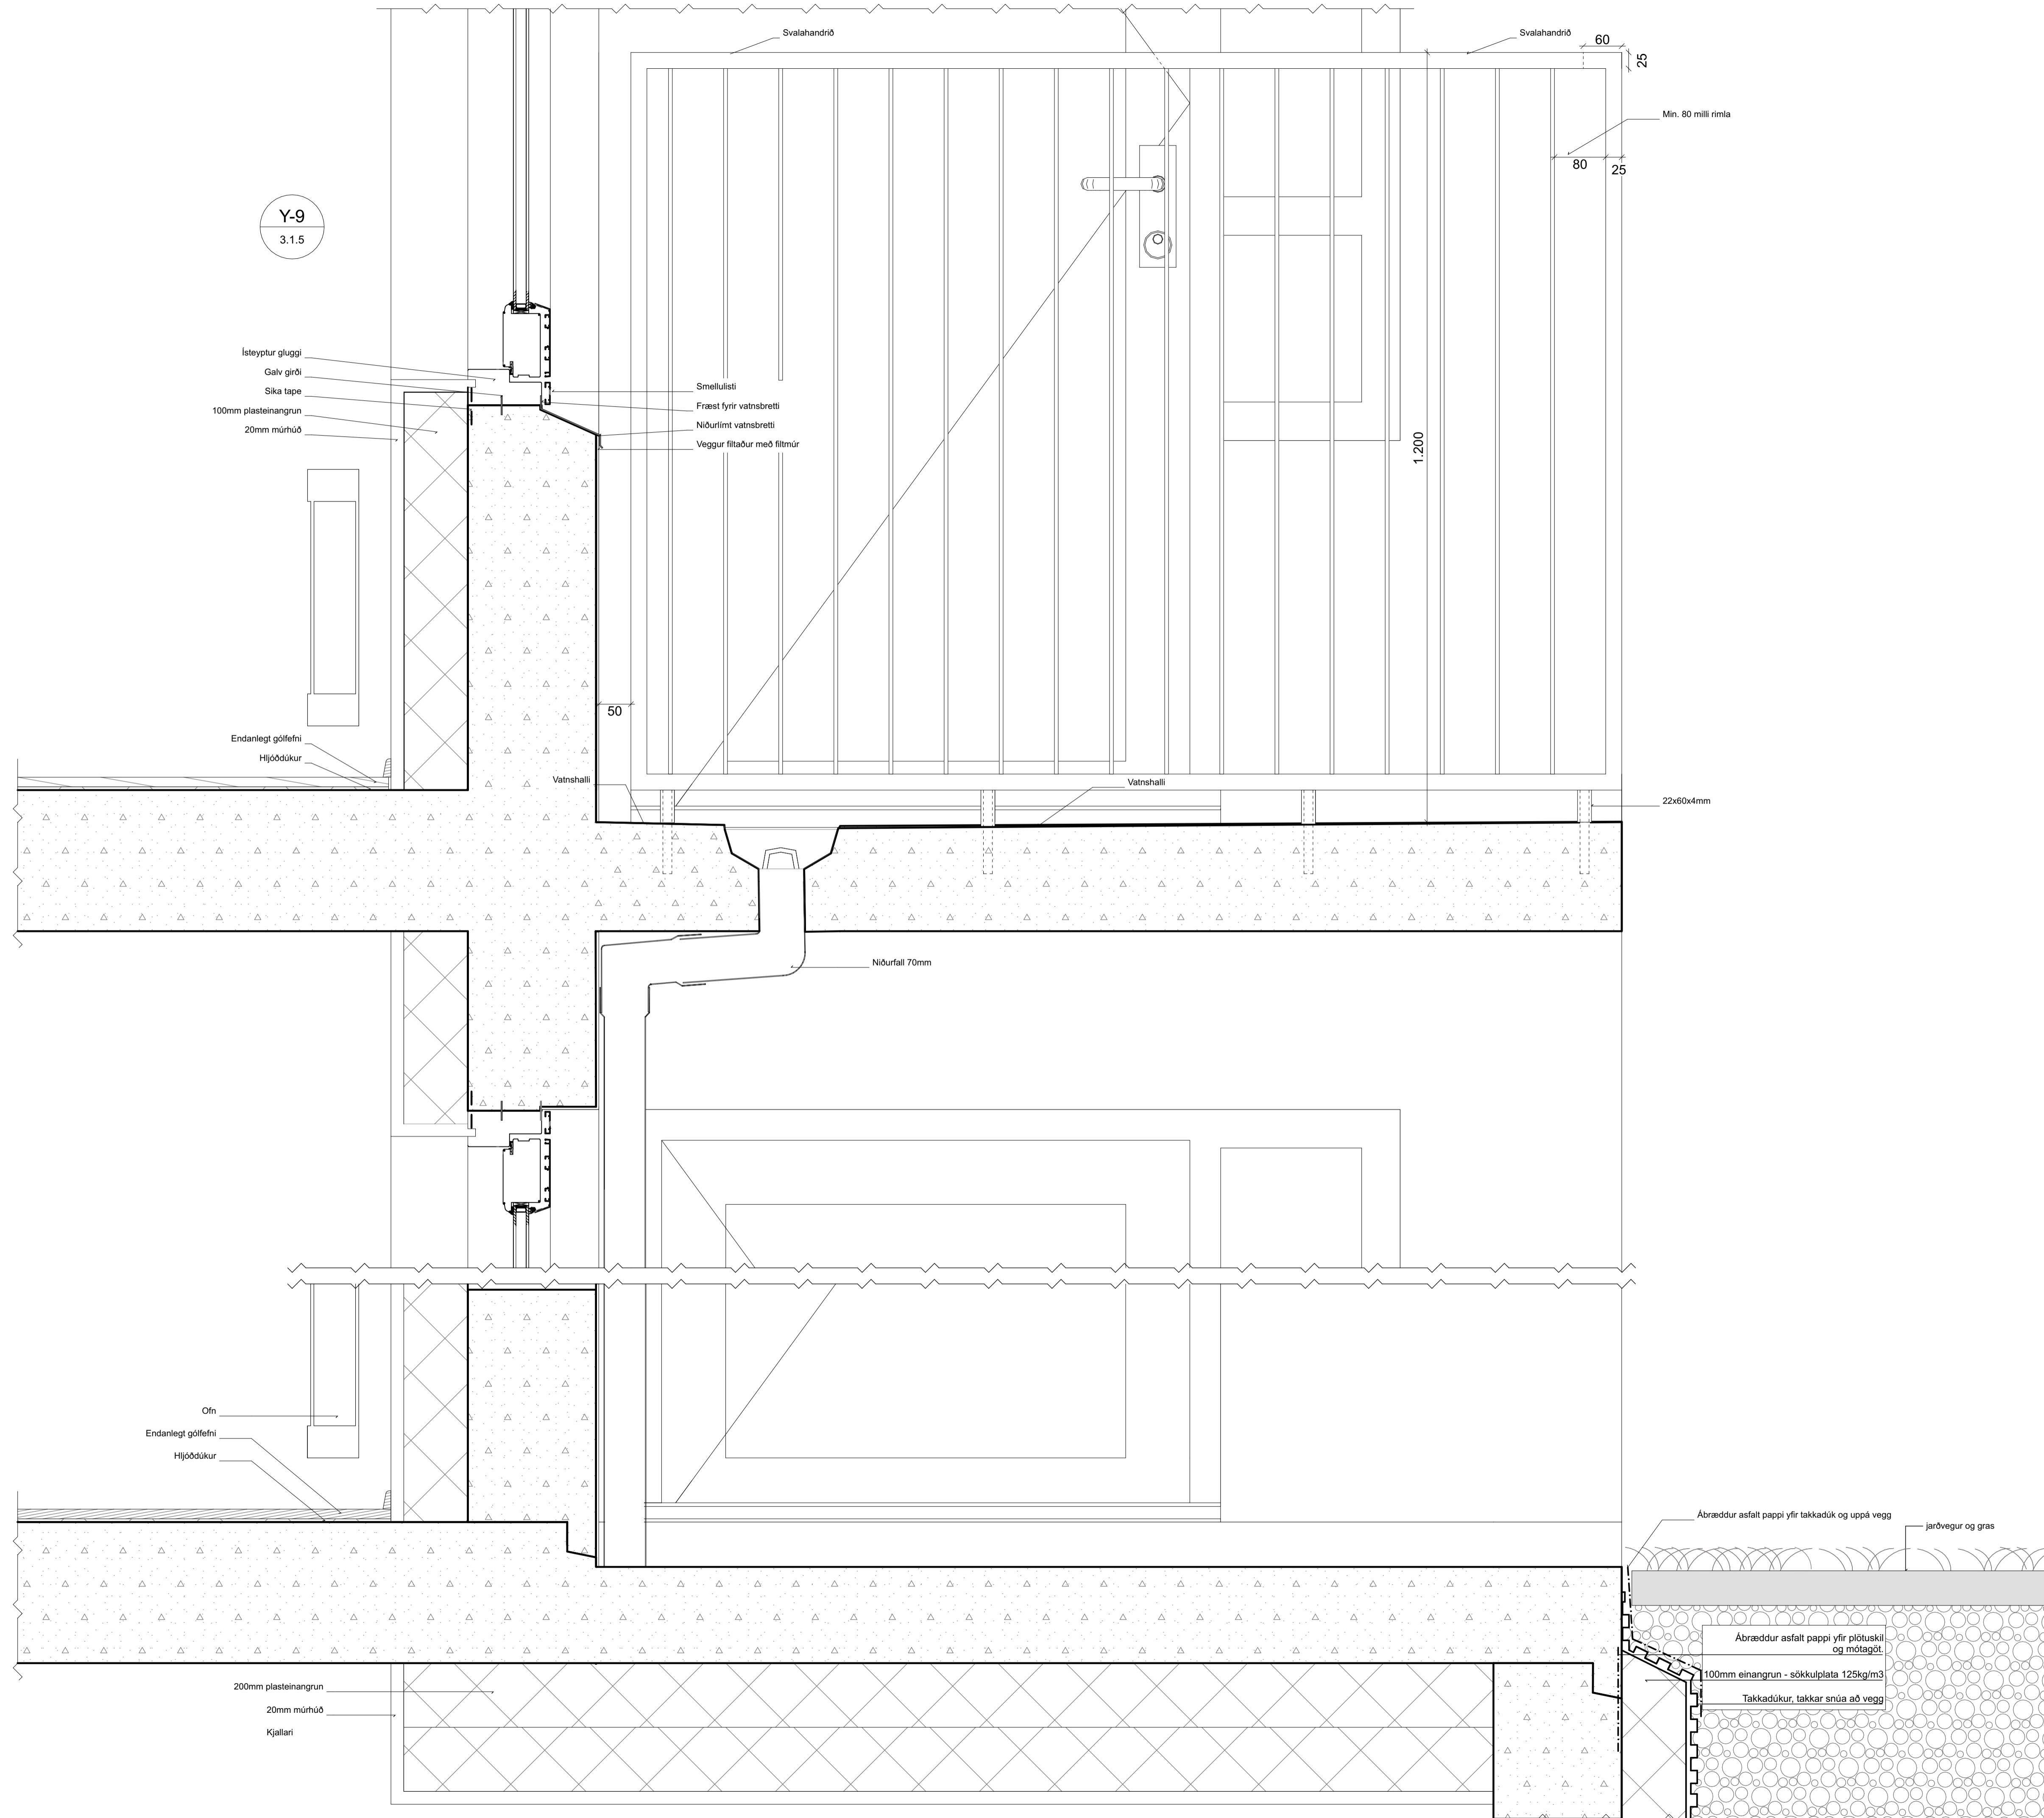 Svalahandrið
Svalahandrið
60
25
Min. 80 milli rimla
80
25
Y-9
3.1.5
Ísteyptur gluggi
Galv girði
Sika tape
100mm plasteinangrun
20mm múrhúð
Smellulisti
Fræst fyrir vatnsbretti
Niðurlímt vatnsbretti
Veggur filtaður með filtmúr
1.200
50
Endanlegt gólfefni
Hljóðdúkur
Vatnshalli
Vatnshalli
22x60x4mm
Niðurfall 70mm
Ofn
Endanlegt gólfefni
Hljóðdúkur
Ábræddur asfalt pappi yfir takkadúk og uppá vegg
jarðvegur og gras
Ábræddur asfalt pappi yfir plötuskil
og mótagöt.
100mm einangrun - sökkulplata 125kg/m3
Takkadúkur, takkar snúa að vegg
200mm plasteinangrun
20mm múrhúð
Kjallari